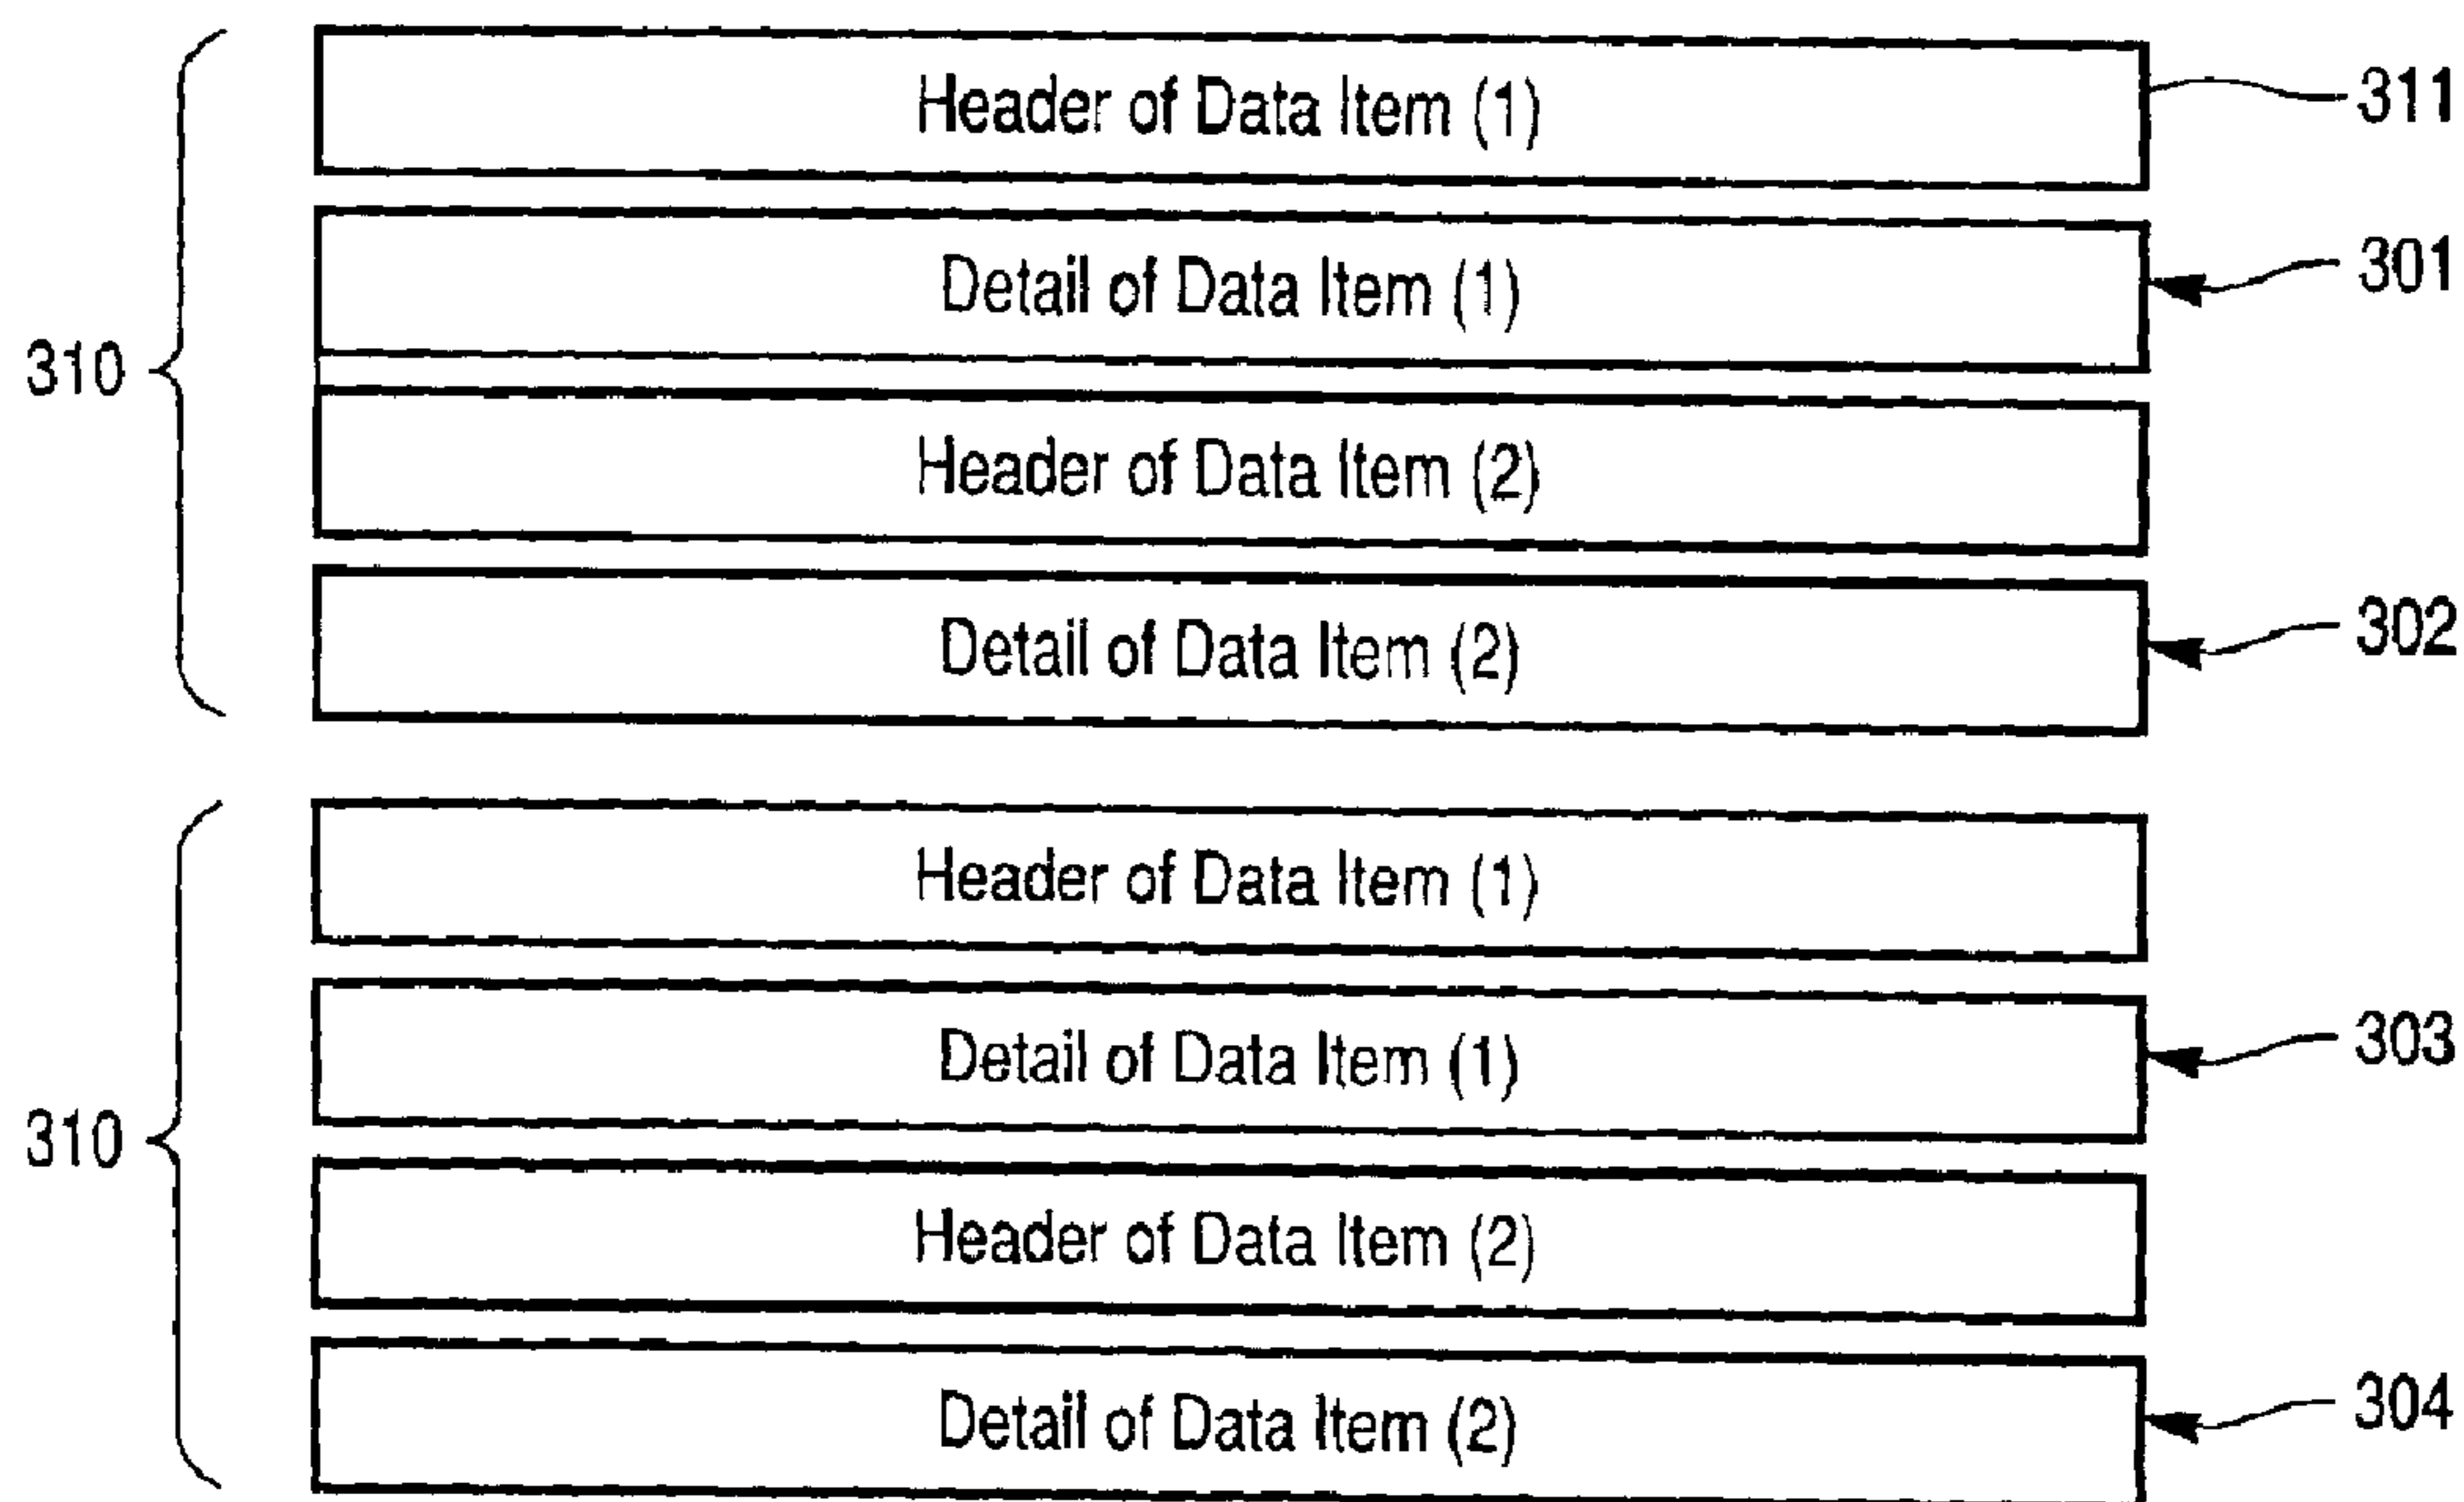 Header of Data Item (1)
311
Detail of Data Item (1)
301
310
Header of Data Item (2)
Detail of Data Item (2)
302
Header of Data Item (1)
Detail of Data Item (1)
303
310
Header of Data Item (2)
Detail of Data Item (2)
304